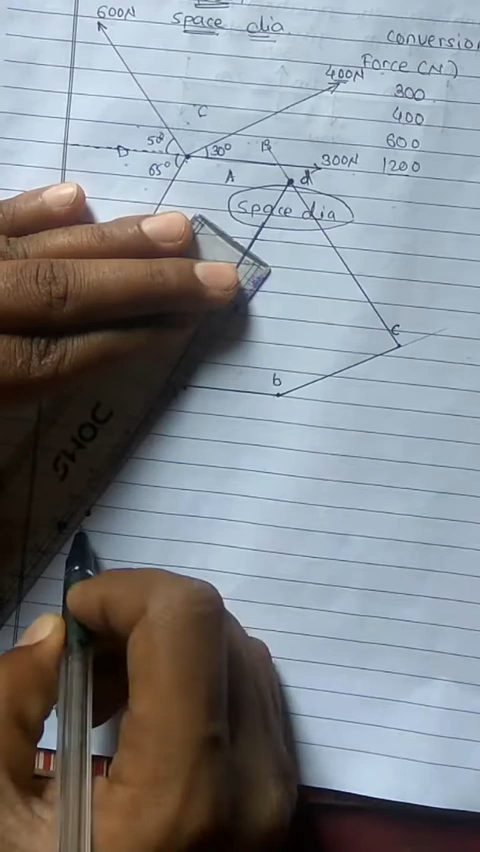 600N
space dia
conversion
Force (N)
400N
300
C
400
B
600
50°
30°
D
65°
300N
1200
A
d
space dia
c
b